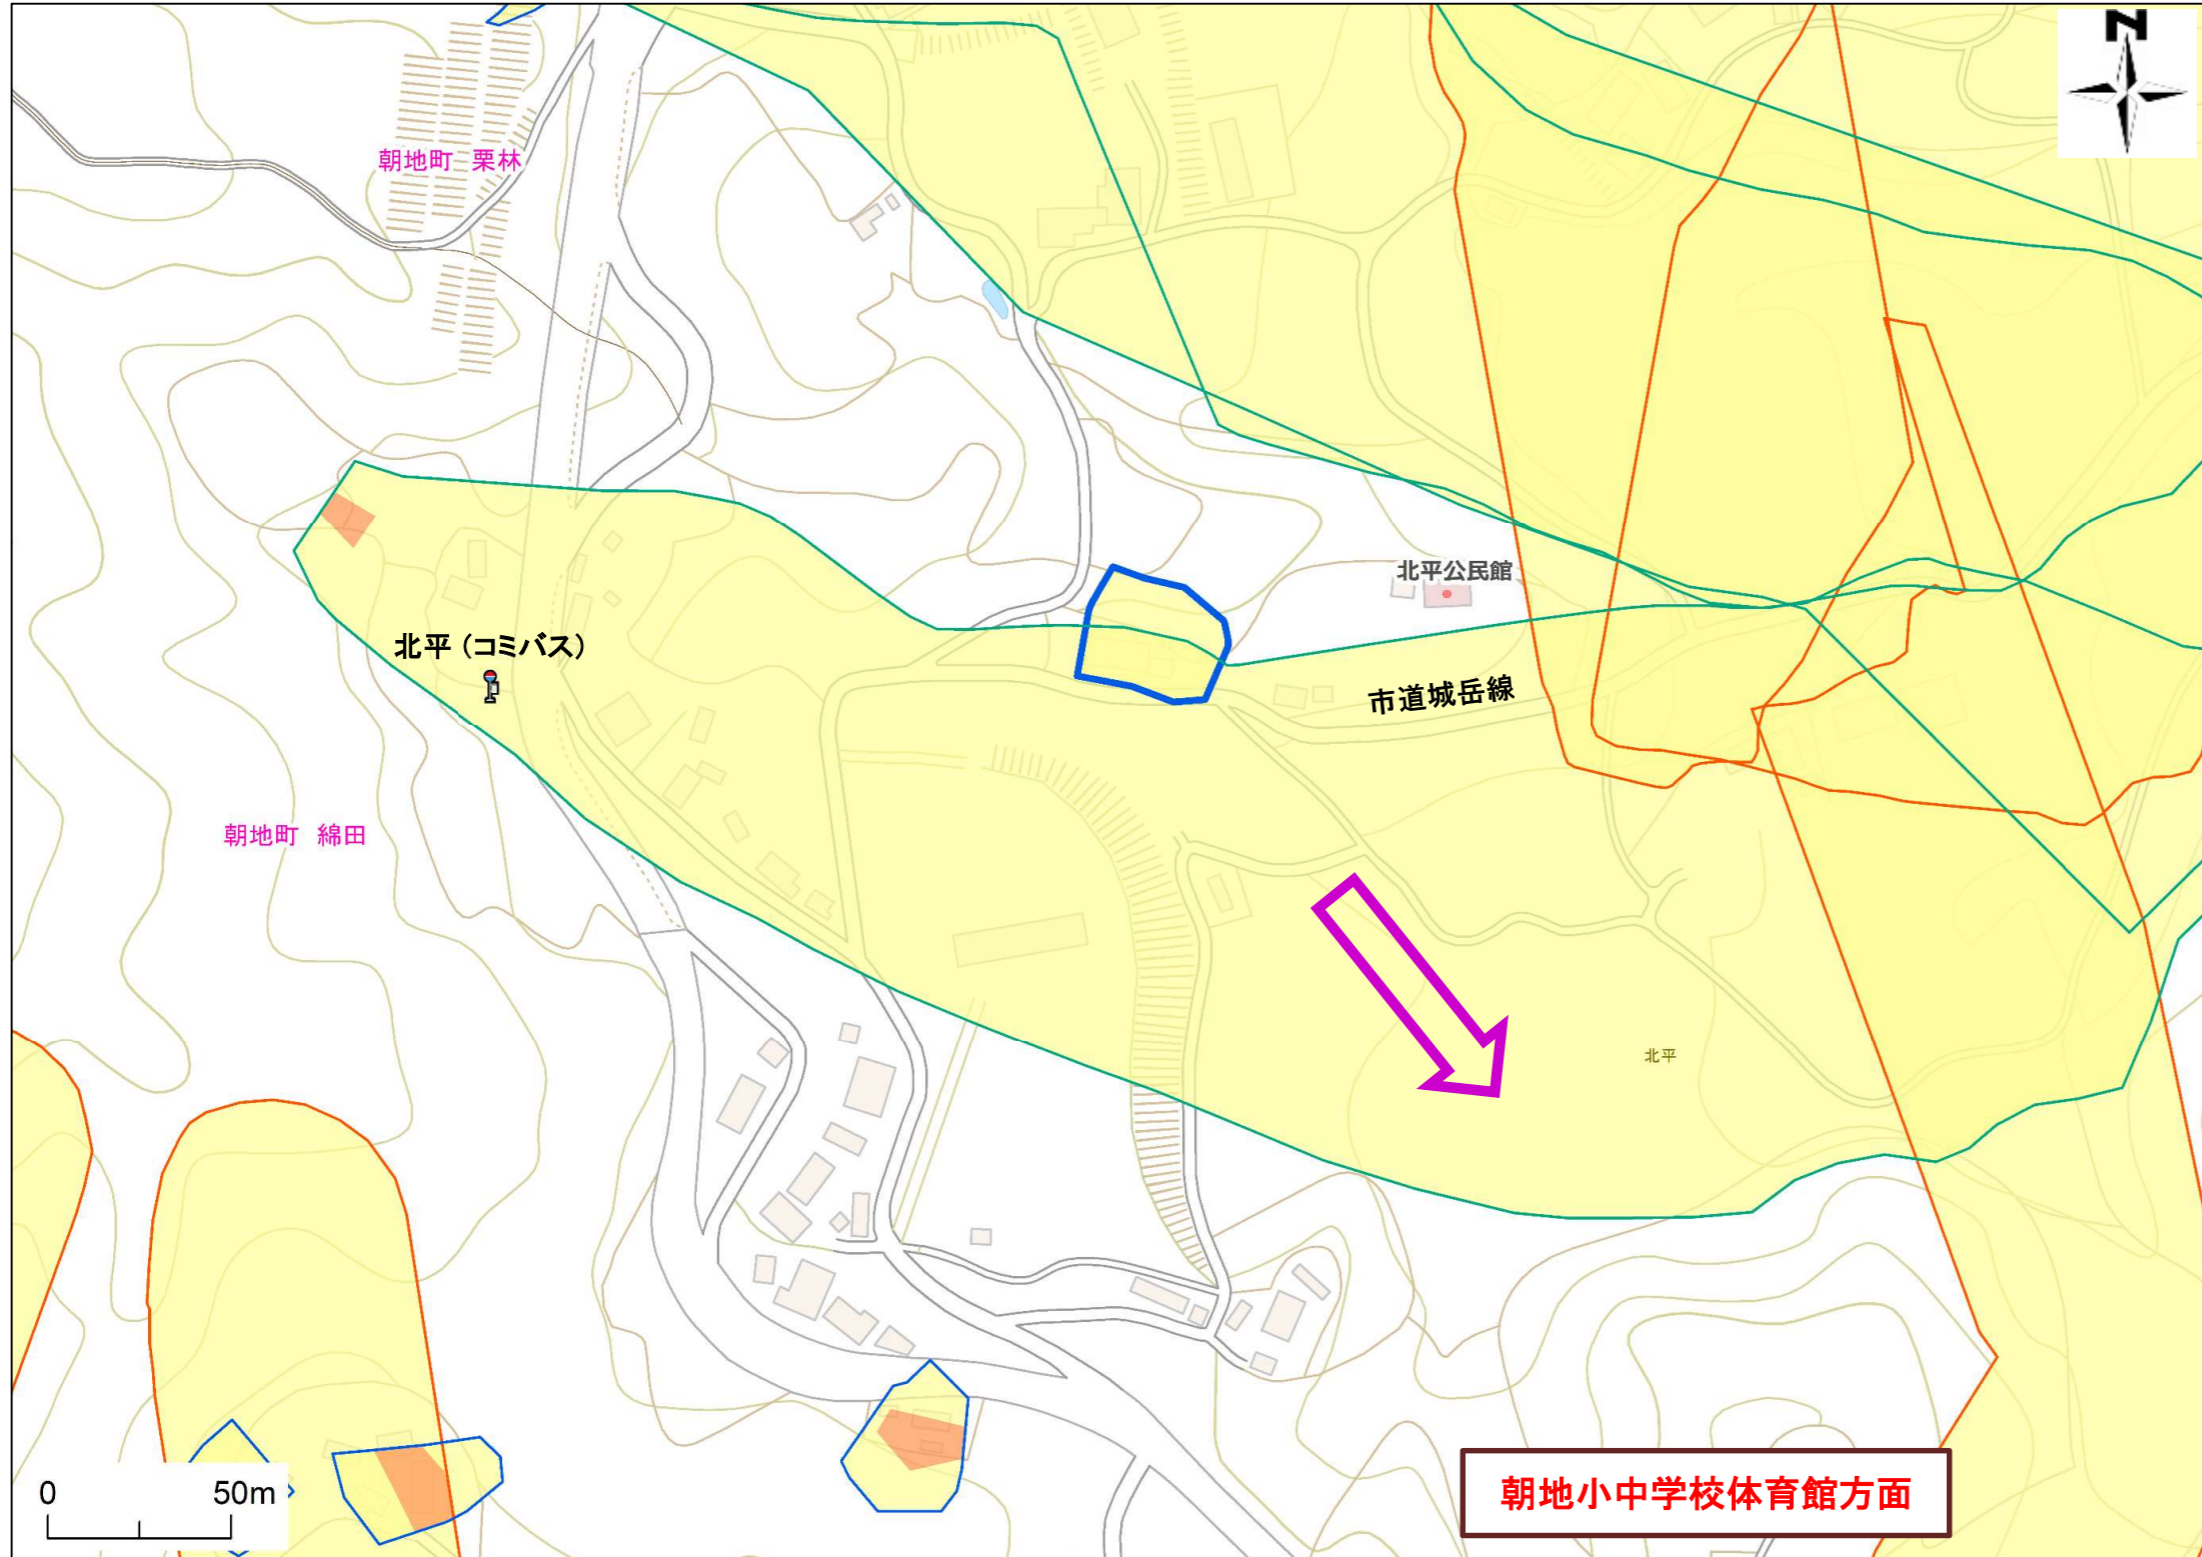 N
朝地町　栗林
北平公民館
北平（コミバス）
市道城岳線
朝地町　綿田
北平
朝地小中学校体育館方面
0 50m